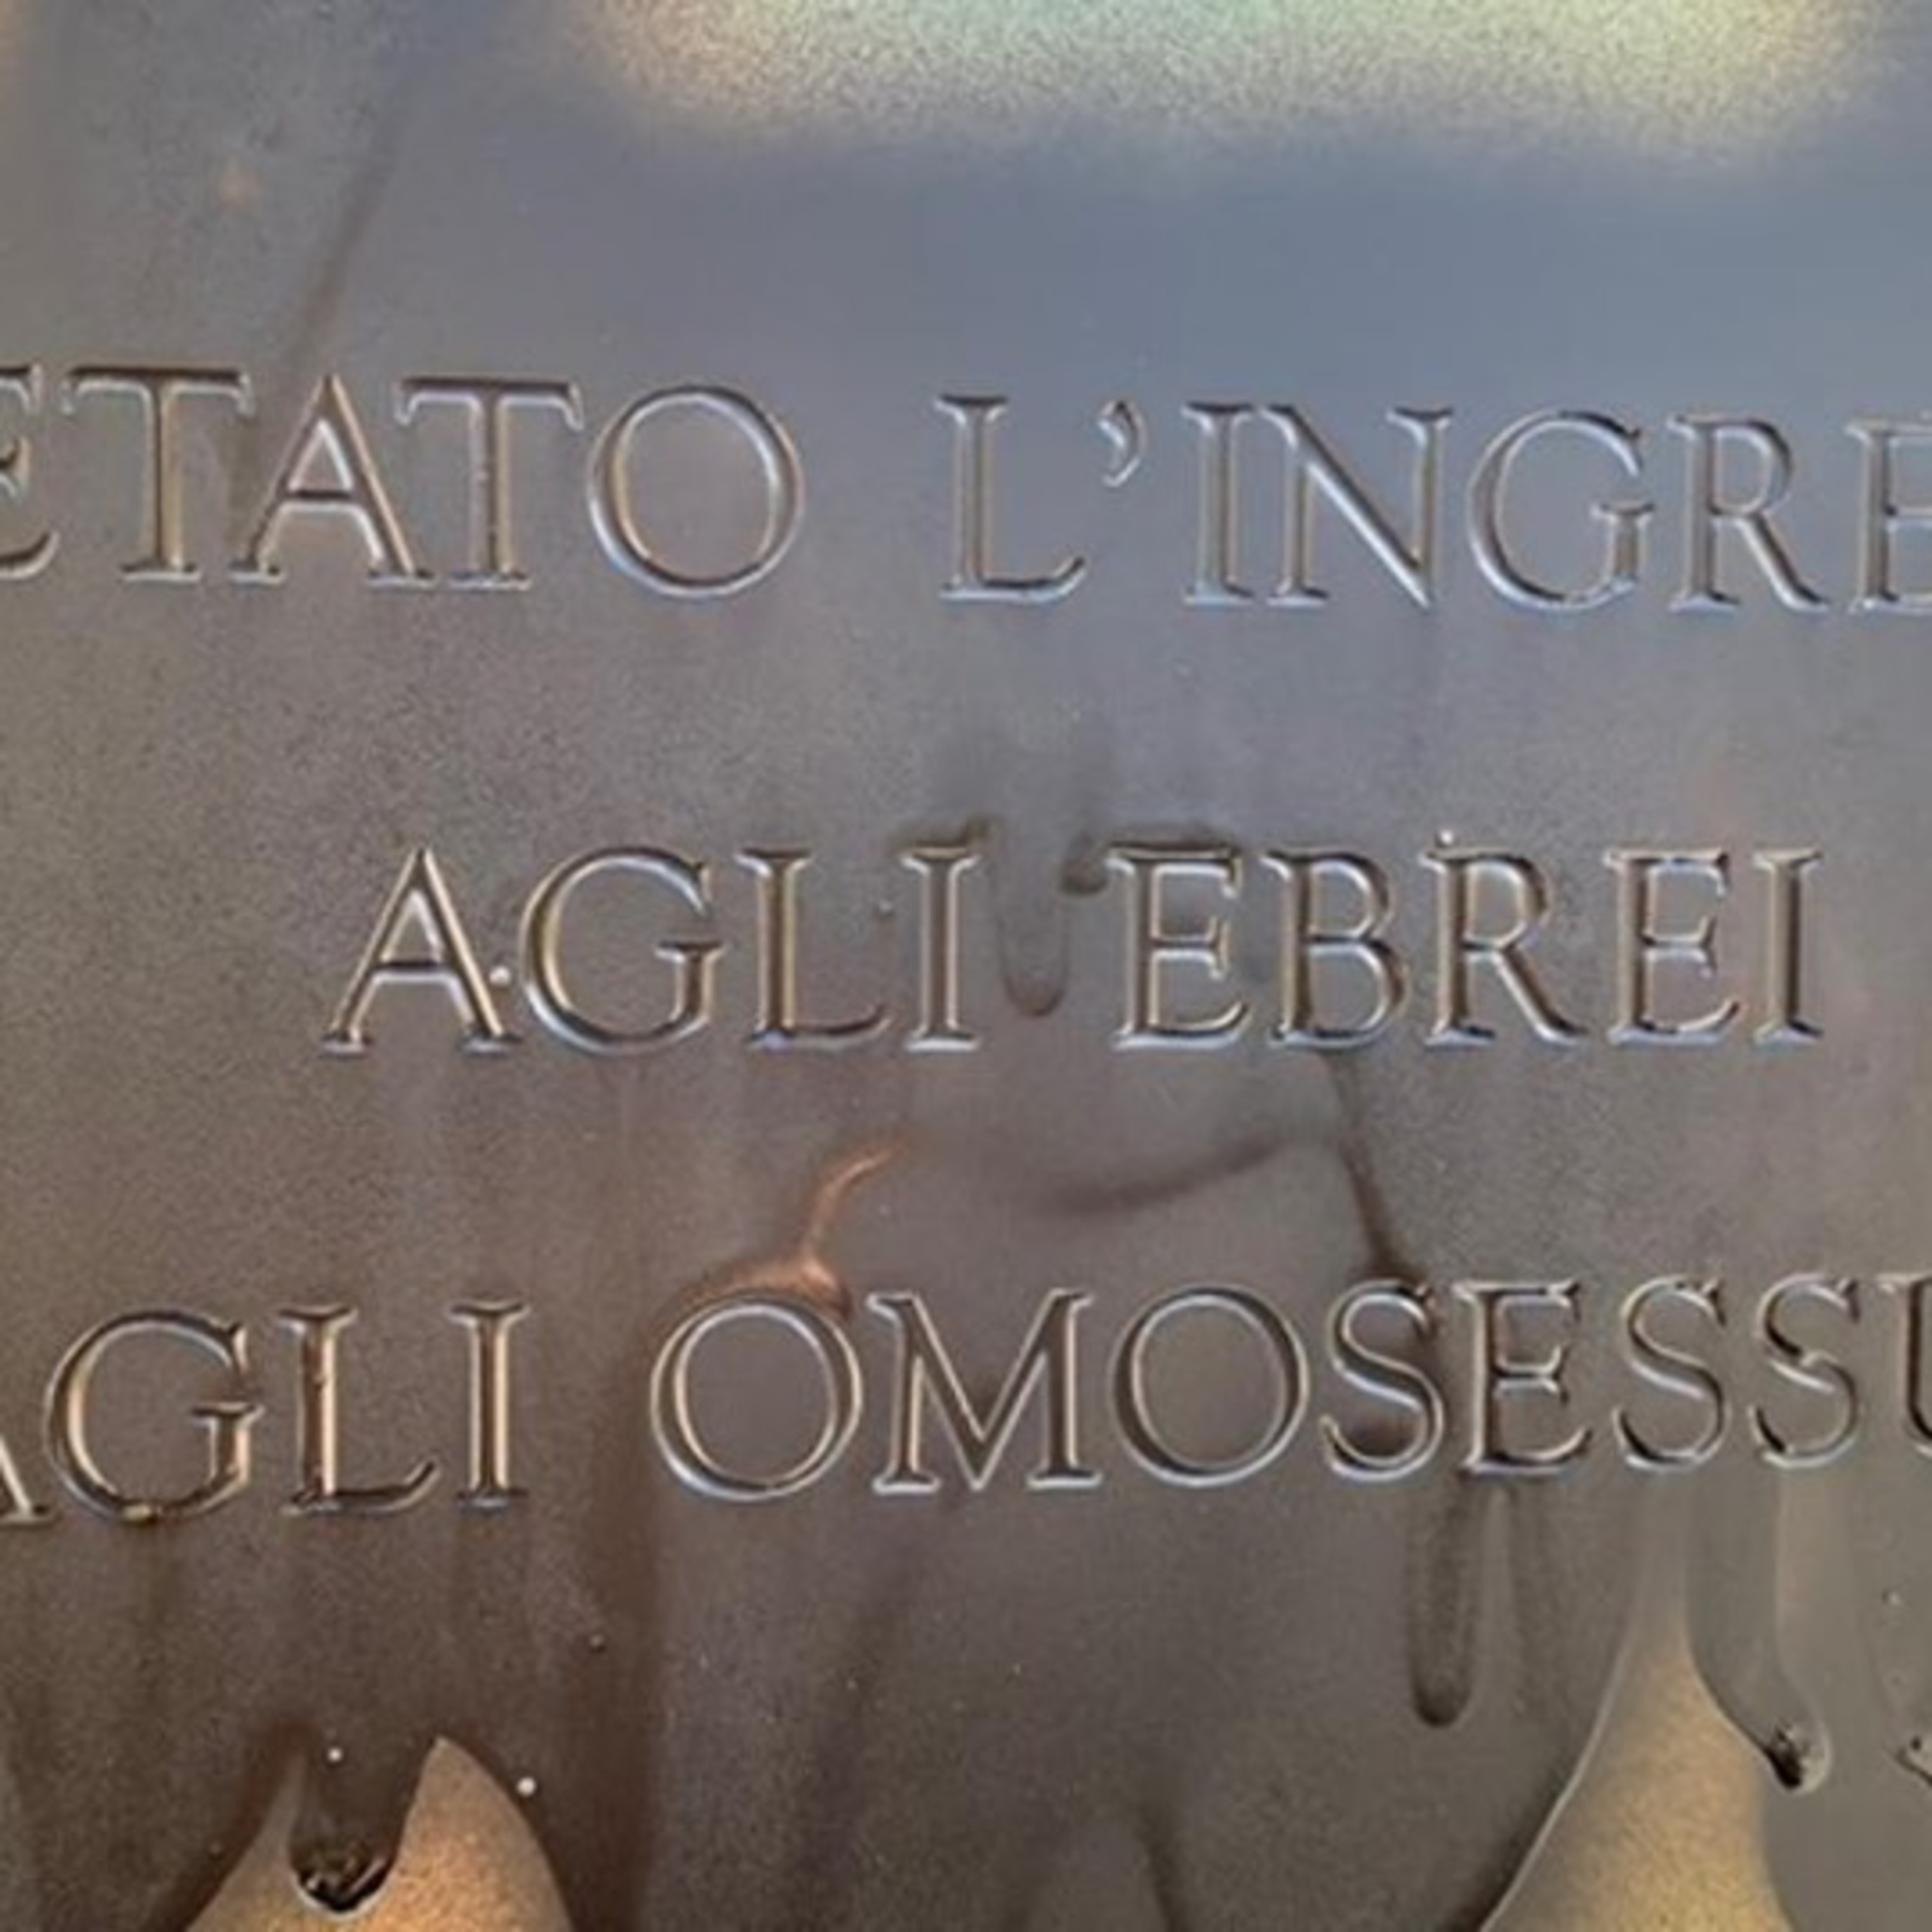 ETATO L'INGRE
AGLI EBREI
AGLI OMOSESSU